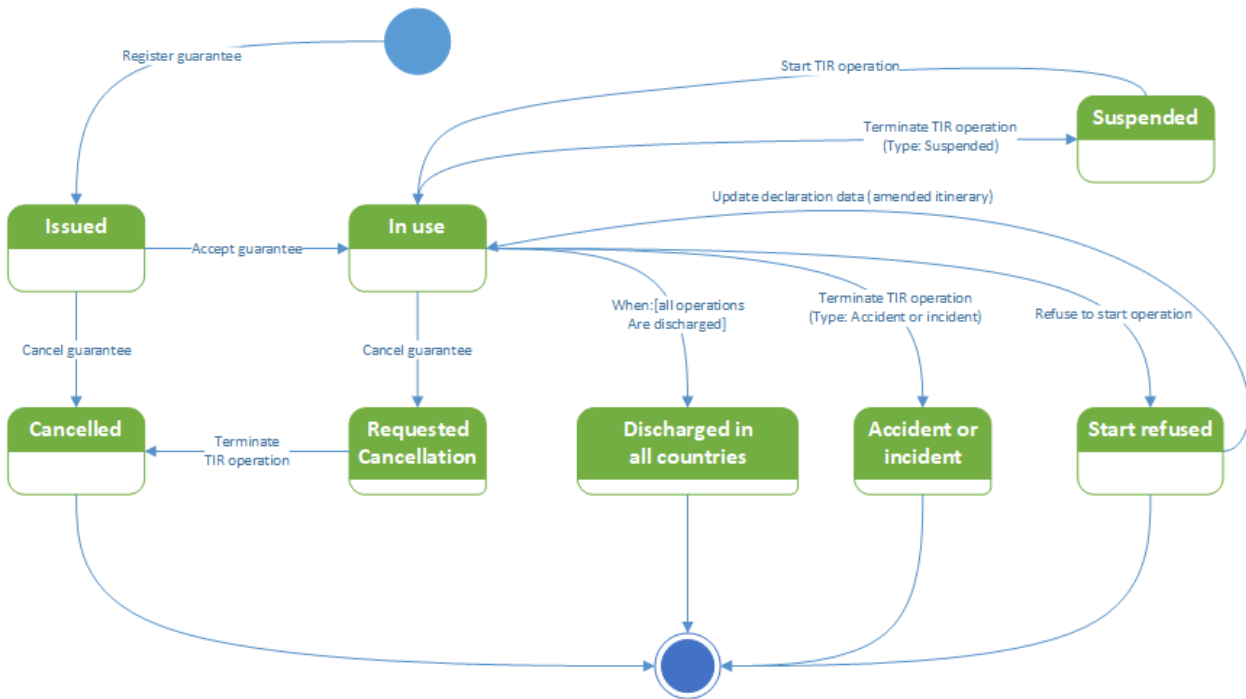 Register guarantee
Start TIR operation
Suspended
Terminate TIR operation
(Type: Suspended)
Update declaration data (amended itinerary)
Issued
In use
Accept guarantee
When:[all operations
Are discharged]
Terminate TIR operation
(Type: Accident or incident)
Refuse to start operation
Cancel guarantee
Cancel guarantee
Cancelled
Terminate
TIR operation
Requested
Cancellation
Discharged in
all countries
Accident or
incident
Start refused